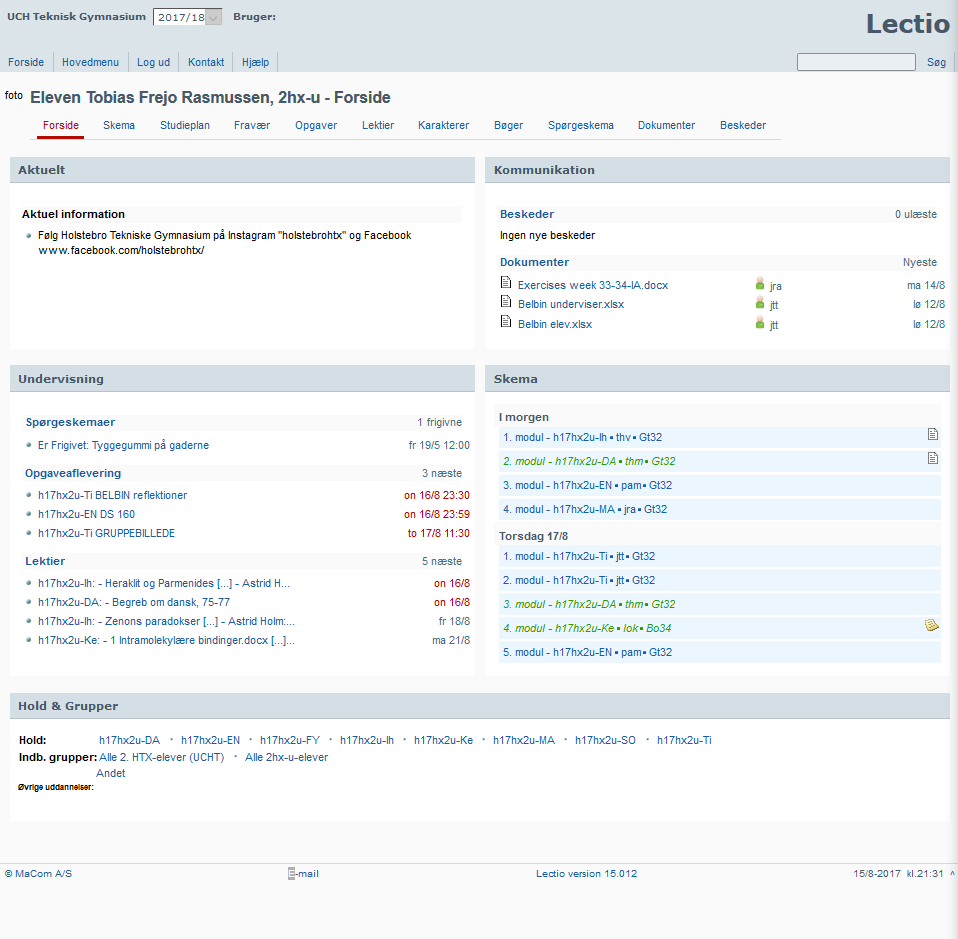 UCH Teknisk Gymnasium 2017/18 Bruger:
Lectio
Forside Hovedmenu Log ud Kontakt Hjælp Søg
foto Eleven Tobias Frejo Rasmussen, 2hx-u - Forside
Forside Skema Studieplan Fravær Opgaver Lektier Karakterer Bøger Spørgeskema Dokumenter Beskeder
Aktuelt
Aktuel information
Følg Holstebro Tekniske Gymnasium på Instagram "holstebrohtx" og Facebook
www.facebook.com/holstebrohtx/
Kommunikation
Beskeder 0 ulæste
Ingen nye beskeder
Dokumenter Nyeste
Exercises week 33-34-IA.docx jra ma 14/8
Belbin underviser.xlsx jtt lø 12/8
Belbin elev.xlsx jtt lø 12/8
Undervisning
Spørgeskemaer 1 frigivne
Er Frigivet: Tyggegummi på gaderne fr 19/5 12:00
Opgaveaflevering 3 næste
h17hx2u-Ti BELBIN reflektioner on 16/8 23:30
h17hx2u-EN DS 160 on 16/8 23:59
h17hx2u-Ti GRUPPEBILLEDE to 17/8 11:30
Lektier 5 næste
h17hx2u-Ih: - Heraklit og Parmenides [...] - Astrid H... on 16/8
h17hx2u-DA: - Begreb om dansk, 75-77 on 16/8
h17hx2u-Ih: - Zenons paradokser [...] - Astrid Holm:... fr 18/8
h17hx2u-Ke: - 1 Intramolekylære bindinger.docx [...]... ma 21/8
Skema
I morgen
1. modul - h17hx2u-Ih ▪ thv ▪ Gt32
2. modul - h17hx2u-DA ▪ thm ▪ Gt32
3. modul - h17hx2u-EN ▪ pam ▪ Gt32
4. modul - h17hx2u-MA ▪ jra ▪ Gt32
Torsdag 17/8
1. modul - h17hx2u-Ti ▪ jtt ▪ Gt32
2. modul - h17hx2u-Ti ▪ jtt ▪ Gt32
3. modul - h17hx2u-DA ▪ thm ▪ Gt32
4. modul - h17hx2u-Ke ▪ lok ▪ Bo34
5. modul - h17hx2u-EN ▪ pam ▪ Gt32
Hold & Grupper
Hold: h17hx2u-DA · h17hx2u-EN · h17hx2u-FY · h17hx2u-Ih · h17hx2u-Ke · h17hx2u-MA · h17hx2u-SO · h17hx2u-Ti
Indb. grupper: Alle 2. HTX-elever (UCHT) · Alle 2hx-u-elever
Andet
Øvrige uddannelser:
© MaCom A/S E-mail Lectio version 15.012 15/8-2017 kl.21:31 ^